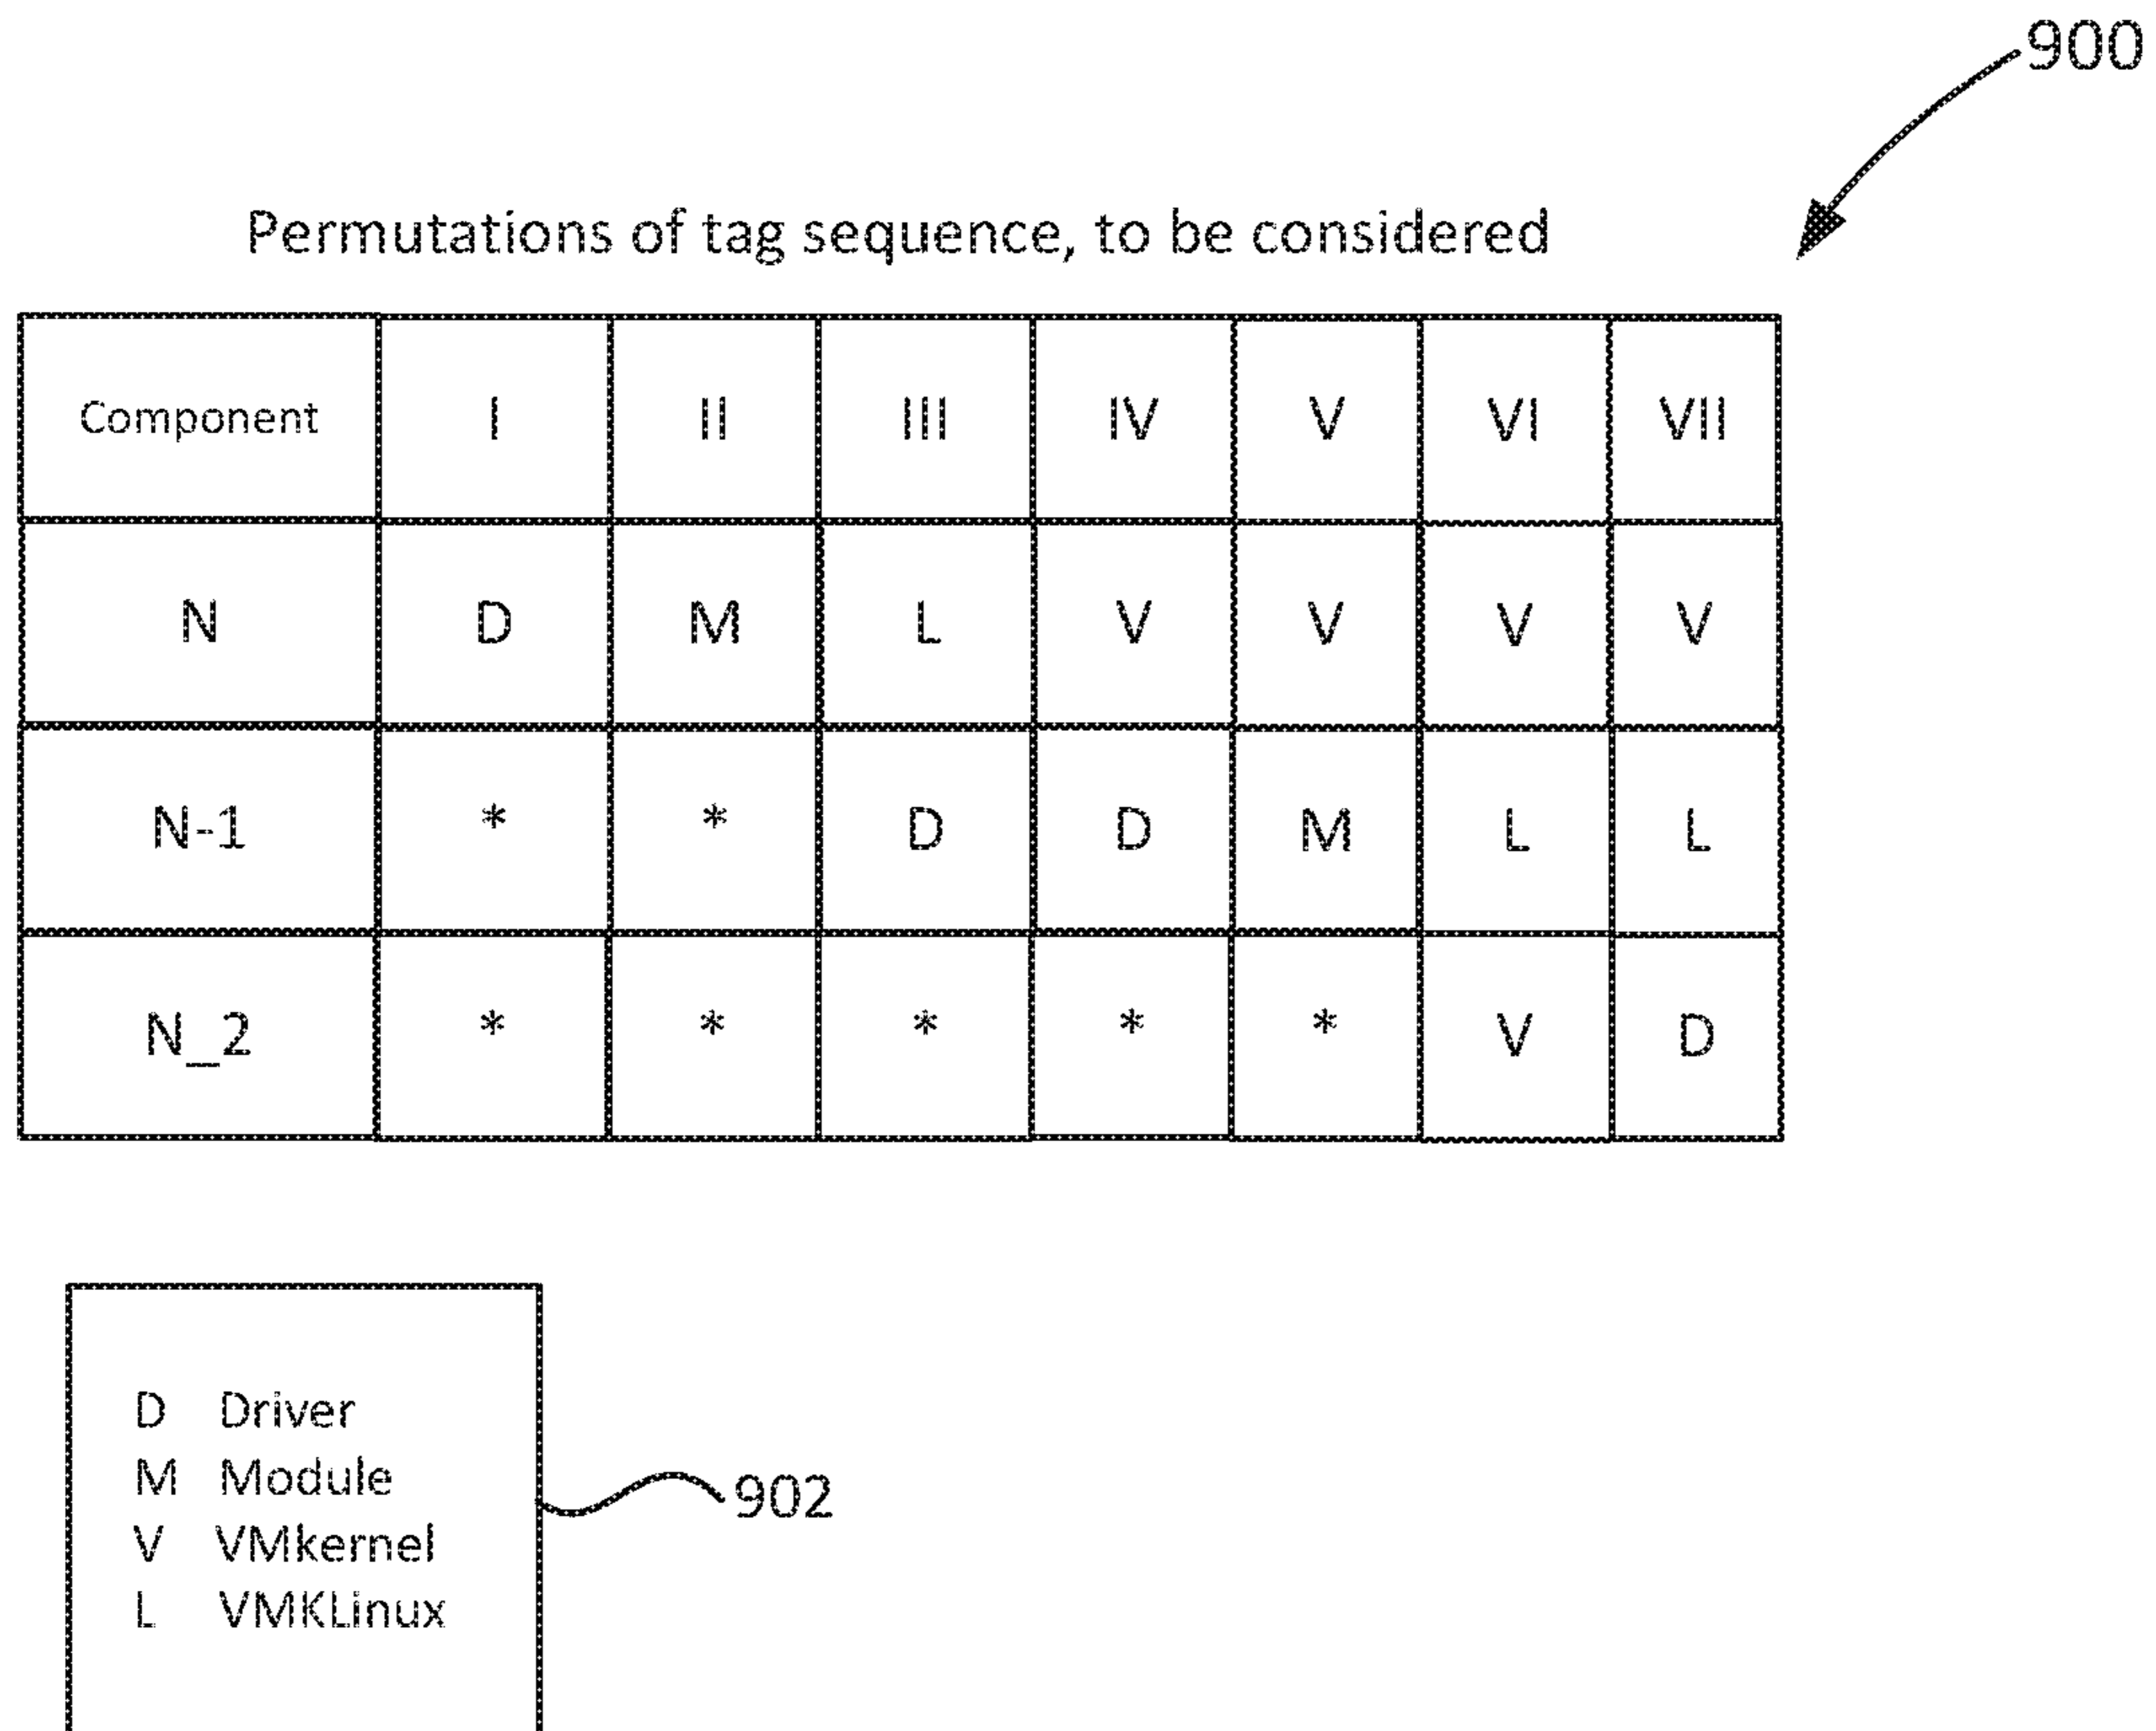 900
Permutations of tag sequence, to be considered
Component I II III IV V VI VII
N D M L V V V V
N-1 * * D D M L L
N_2 * * * * * V D
D Driver
M Module
V VMkernel
L VMKLinux
902